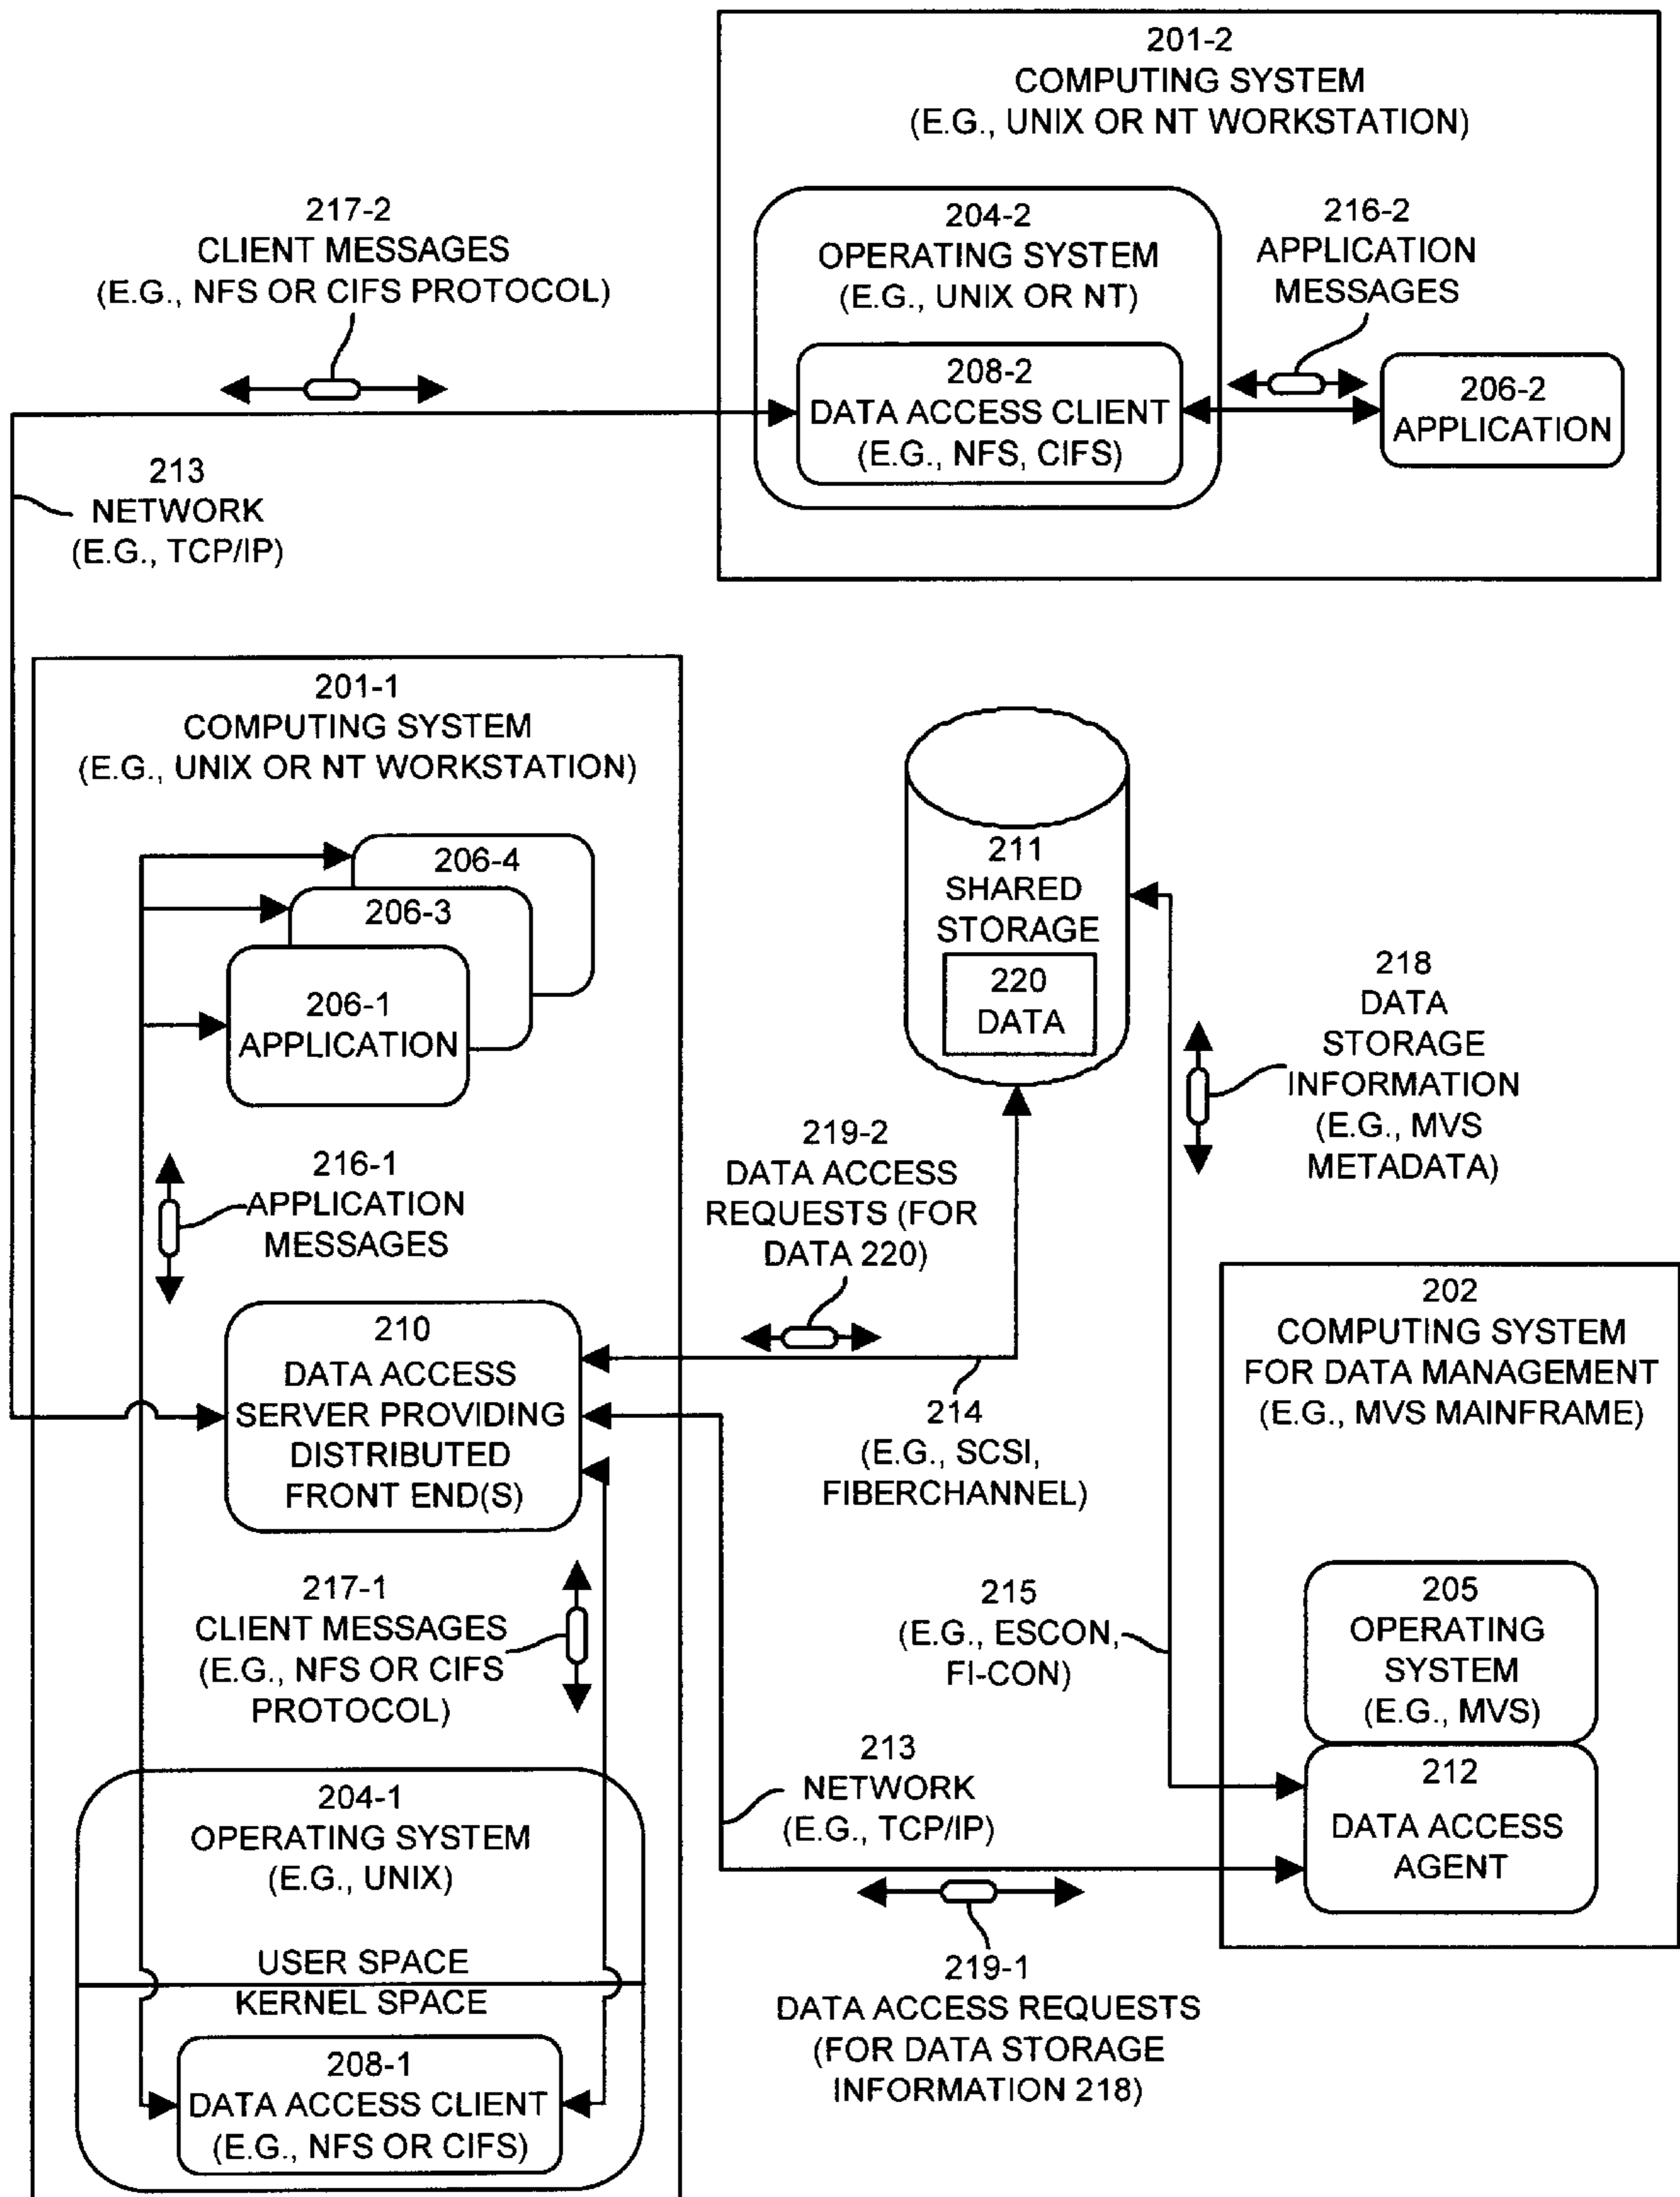 201-2
COMPUTING SYSTEM
(E.G., UNIX OR NT WORKSTATION)
217-2
CLIENT MESSAGES
(E.G., NFS OR CIFS PROTOCOL)
204-2
OPERATING SYSTEM
(E.G., UNIX OR NT)
216-2
APPLICATION
MESSAGES
208-2
DATA ACCESS CLIENT
(E.G., NFS, CIFS)
206-2
APPLICATION
213
NETWORK
(E.G., TCP/IP)
201-1
COMPUTING SYSTEM
(E.G., UNIX OR NT WORKSTATION)
206-4
206-3
206-1
APPLICATION
211
SHARED
STORAGE
220
DATA
218
DATA
STORAGE
INFORMATION
(E.G., MVS
METADATA)
216-1
APPLICATION
MESSAGES
219-2
DATA ACCESS
REQUESTS (FOR
DATA 220)
210
DATA ACCESS
SERVER PROVIDING
DISTRIBUTED
FRONT END(S)
214
(E.G., SCSI,
FIBERCHANNEL)
202
COMPUTING SYSTEM
FOR DATA MANAGEMENT
(E.G., MVS MAINFRAME)
217-1
CLIENT MESSAGES
(E.G., NFS OR CIFS
PROTOCOL)
215
(E.G., ESCON,
FI-CON)
205
OPERATING
SYSTEM
(E.G., MVS)
213
NETWORK
(E.G., TCP/IP)
212
DATA ACCESS
AGENT
204-1
OPERATING SYSTEM
(E.G., UNIX)
USER SPACE
KERNEL SPACE
208-1
DATA ACCESS CLIENT
(E.G., NFS OR CIFS)
219-1
DATA ACCESS REQUESTS
(FOR DATA STORAGE
INFORMATION 218)